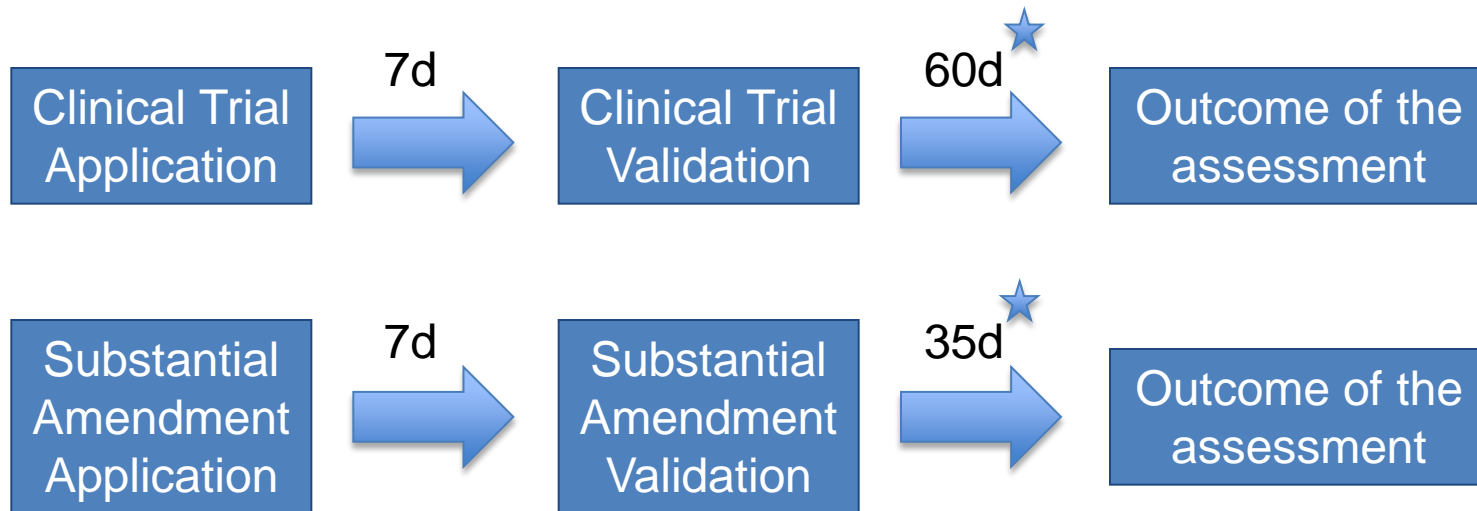 Clinical Trial
Application
7d
Clinical Trial
Validation
60d
Outcome of the
assessment
Substantial
Amendment
Application
7d
Substantial
Amendment
Validation
35d
Outcome of the
assessment